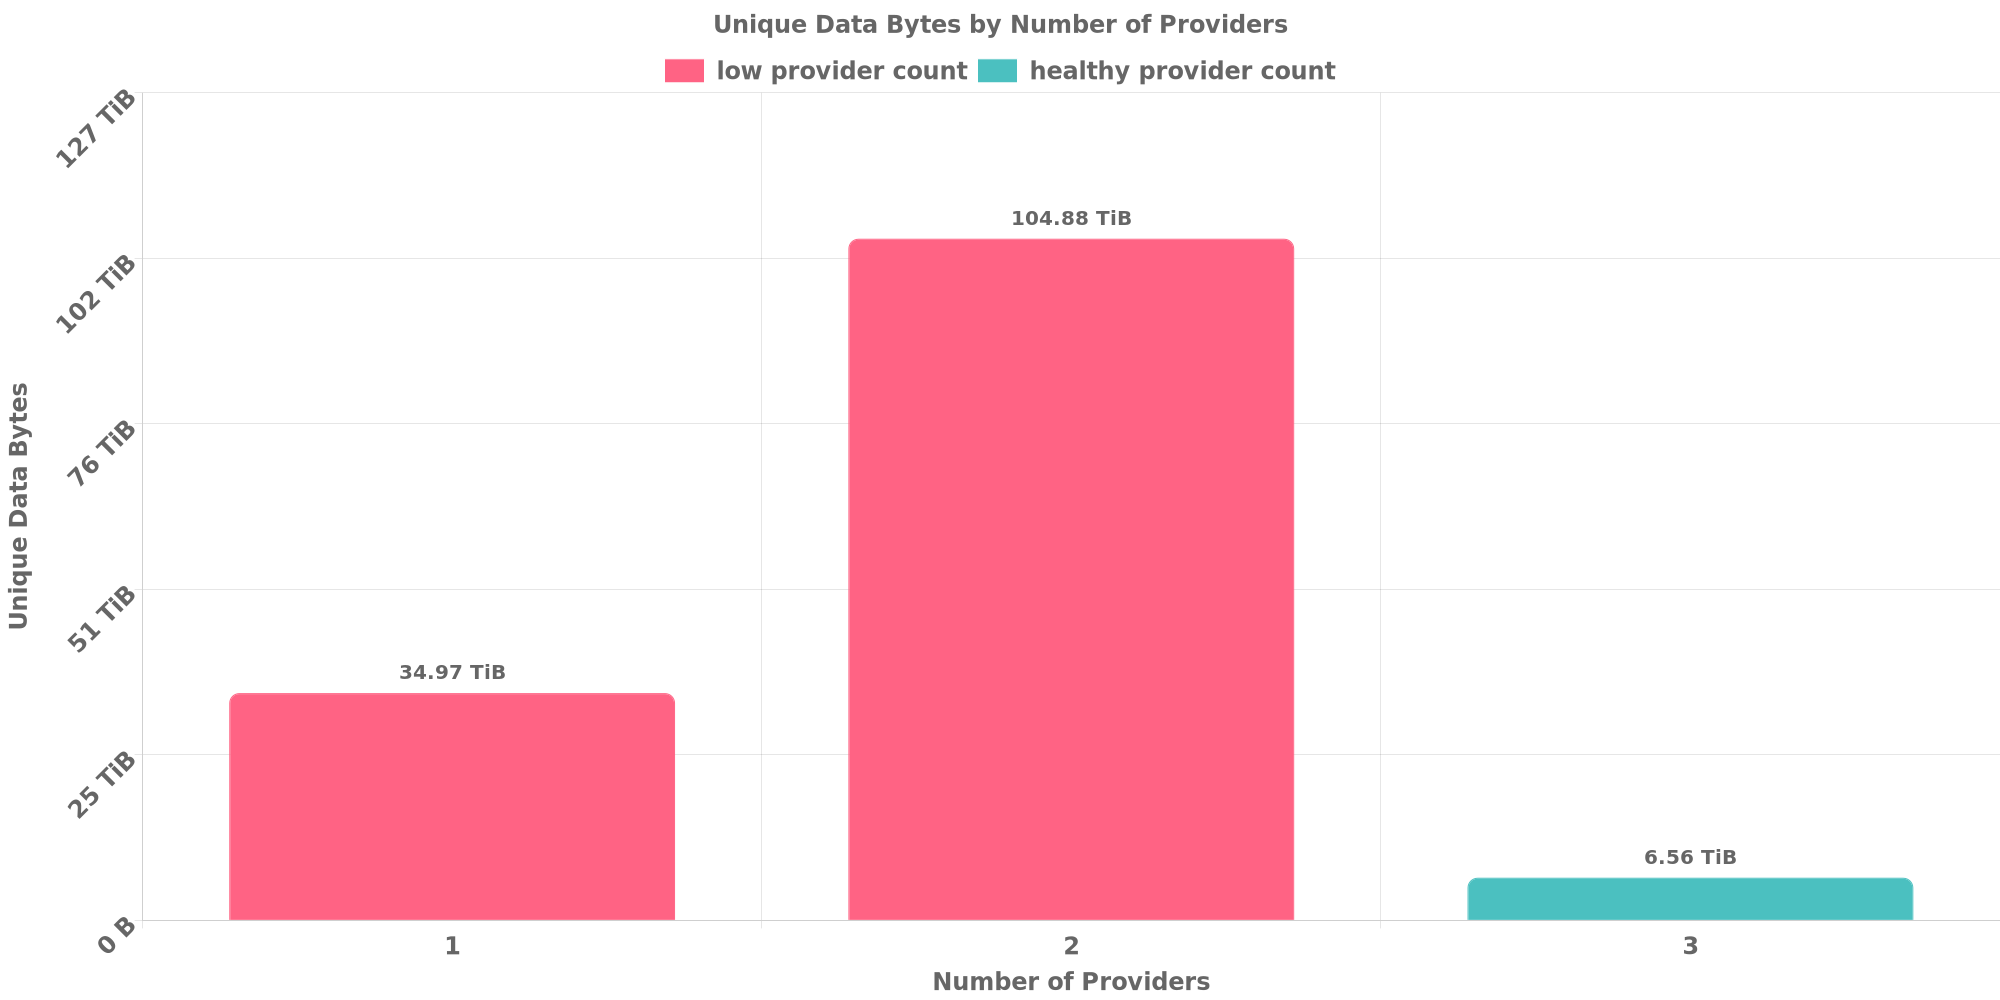 Unique Data Bytes by Number of Providers
low provider count healthy provider count
127 TiB
102 TiB
76 TiB
51 TiB
25 TiB
0 B
Unique Data Bytes
34.97 TiB
104.88 TiB
6.56 TiB
1 2 3
Number of Providers